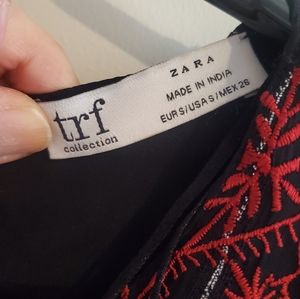 trf
collection
ZARA
MADE IN INDIA
EUR S / USA S / MEX 26